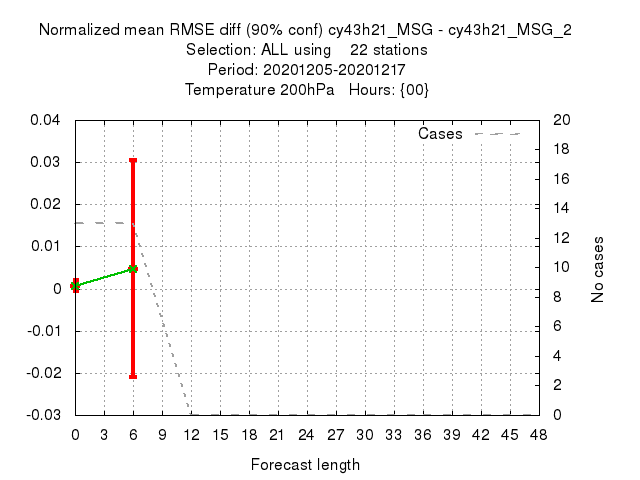 Normalized mean RMSE diff (90% conf) cy43h21_MSG - cy43h21_MSG_2
Selection: ALL using 22 stations
Period: 20201205-20201217
Temperature 200hPa Hours: {00}
Cases
0.04
0.03
0.02
0.01
0
-0.01
-0.02
-0.03
20
18
16
14
12
10
8
6
4
2
0
No cases
0 3 6 9 12 15 18 21 24 27 30 33 36 39 42 45 48
Forecast length